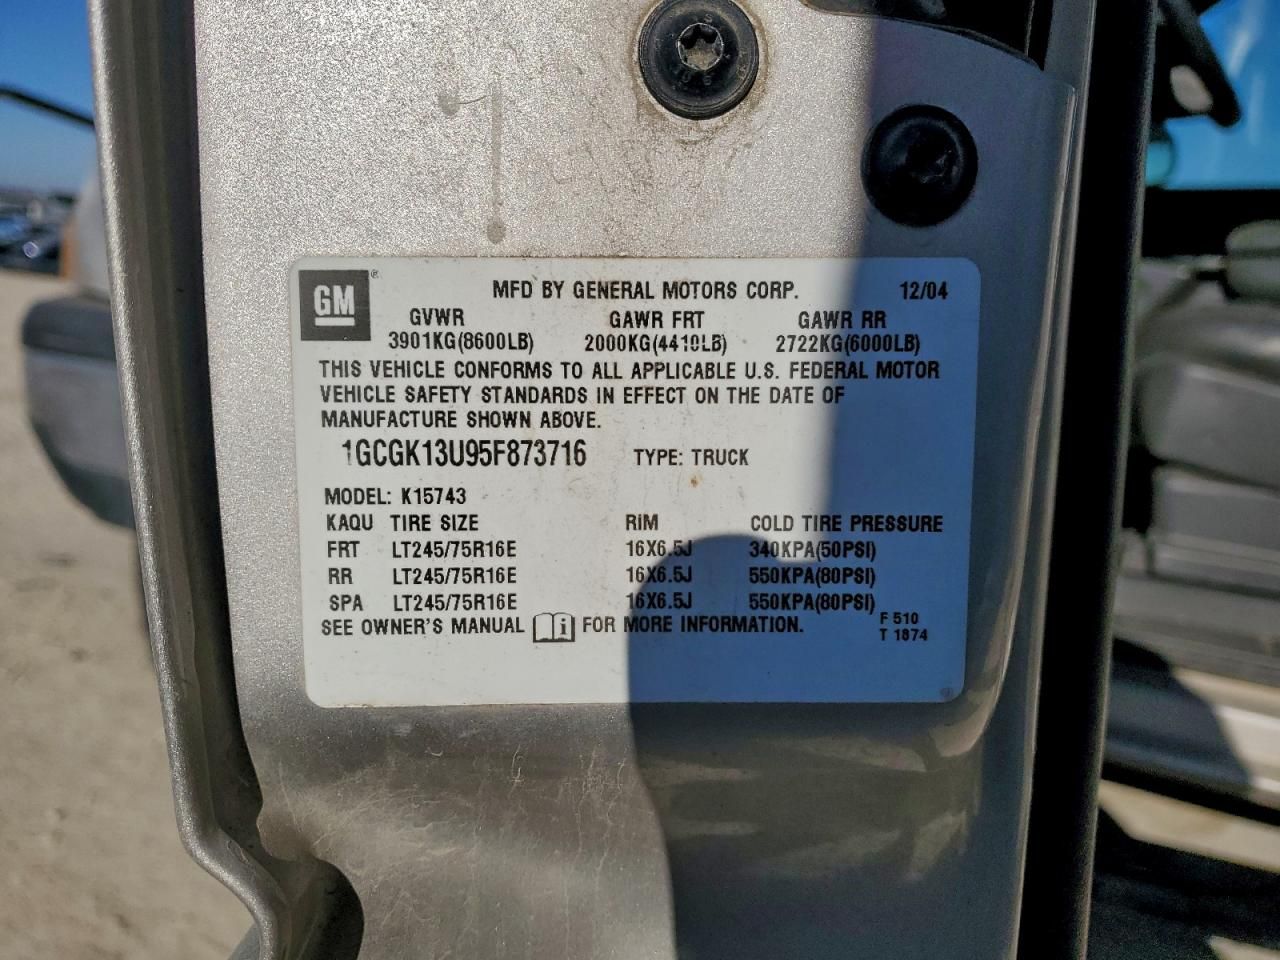 GM ® MFD BY GENERAL MOTORS CORP. 12/04
GVWR GAWR FRT GAWR RR
3901KG(8600LB) 2000KG(4410LB) 2722KG(6000LB)
THIS VEHICLE CONFORMS TO ALL APPLICABLE U.S. FEDERAL MOTOR
VEHICLE SAFETY STANDARDS IN EFFECT ON THE DATE OF
MANUFACTURE SHOWN ABOVE.
1GCGK13U95F873716 TYPE: TRUCK
MODEL: K15743
KAQU TIRE SIZE RIM COLD TIRE PRESSURE
FRT LT245/75R16E 16X6.5J 340KPA(50PSI)
RR LT245/75R16E 16X6.5J 550KPA(80PSI)
SPA LT245/75R16E 16X6.5J 550KPA(80PSI)
SEE OWNER'S MANUAL i FOR MORE INFORMATION. F 510
T 1874